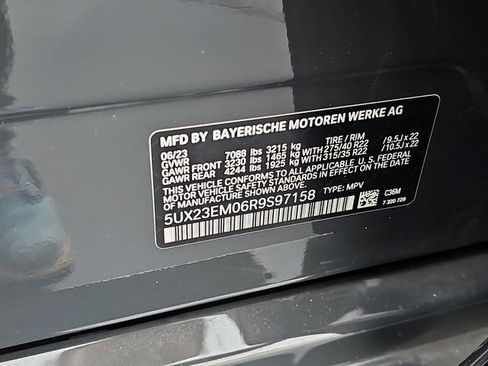 MFD BY BAYERISCHE MOTOREN WERKE AG
06/23 TIRE / RIM
GVWR 7088 lbs 3215 kg
GAWR FRONT 3230 lbs 1465 kg WITH 275/40 R22 / 9.5J x 22
GAWR REAR 4244 lbs 1925 kg WITH 315/35 R22 / 10.5J x 22
THIS VEHICLE CONFORMS TO ALL APPLICABLE U.S. FEDERAL
MOTOR VEHICLE SAFETY STANDARDS IN EFFECT ON THE DATE OF
MANUFACTURE SHOWN ABOVE.
5UX23EM06R9S97158 TYPE: MPV
C36M
7 320 729